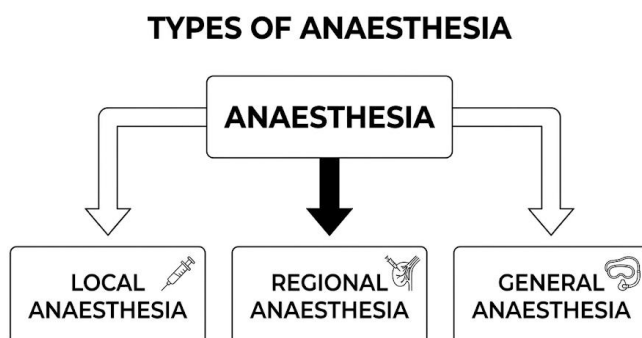 TYPES OF ANAESTHESIA
ANAESTHESIA
LOCAL
ANAESTHESIA
REGIONAL
ANAESTHESIA
GENERAL
ANAESTHESIA